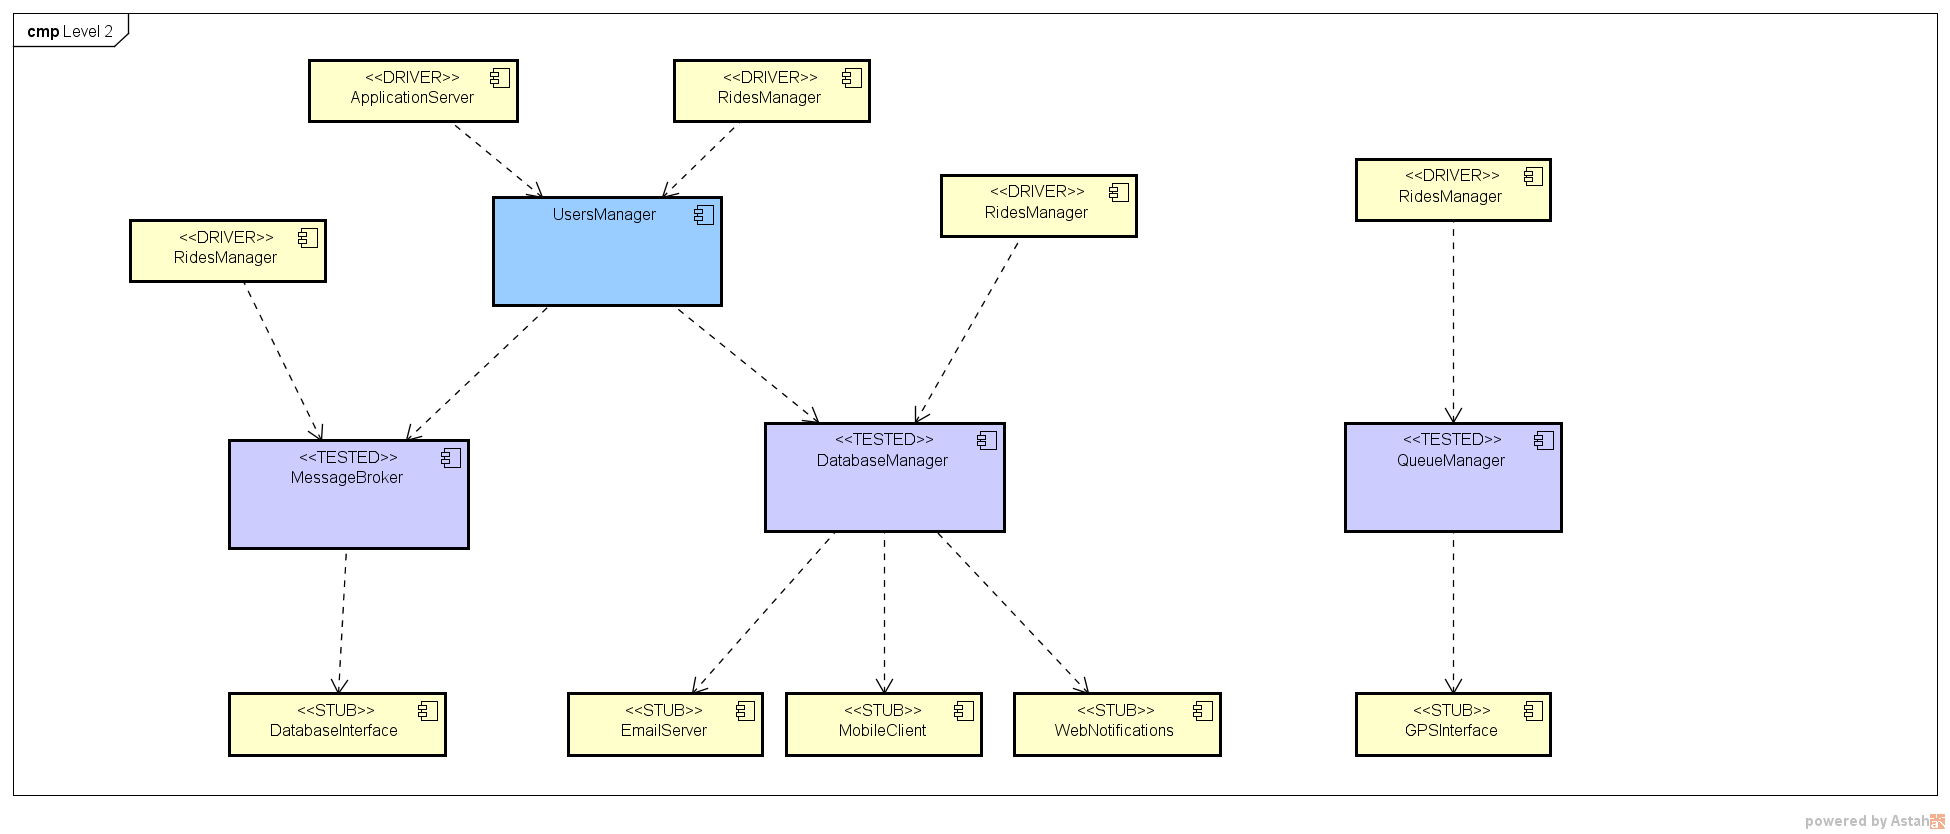 cmp Level 2
<<DRIVER>>
ApplicationServer
<<DRIVER>>
RidesManager
<<DRIVER>>
RidesManager
<<DRIVER>>
RidesManager
UsersManager
<<DRIVER>>
RidesManager
<<TESTED>>
MessageBroker
<<TESTED>>
DatabaseManager
<<TESTED>>
QueueManager
<<STUB>>
DatabaseInterface
<<STUB>>
EmailServer
<<STUB>>
MobileClient
<<STUB>>
WebNotifications
<<STUB>>
GPSInterface
powered by Astah